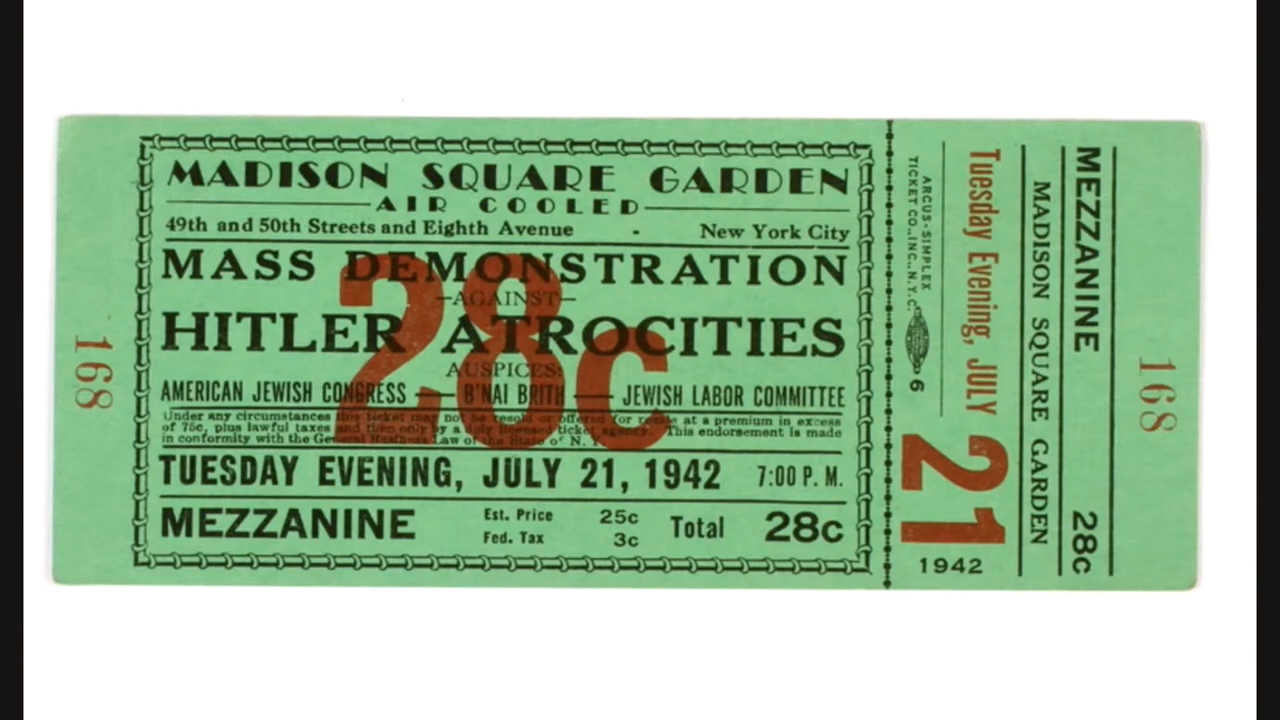 168
MADISON SQUARE GARDEN
AIR COOLED
49th and 50th Streets and Eighth Avenue - New York City
MASS DEMONSTRATION
—AGAINST—
HITLER ATROCITIES
AUSPICES:
AMERICAN JEWISH CONGRESS — B'NAI BRITH — JEWISH LABOR COMMITTEE
28c
Under any circumstances this ticket may not be resold or offered for resale at a premium in excess
of 75c, plus lawful taxes and then only by a duly licensed ticket agency. This endorsement is made
in conformity with the General Business Law of the State of N. Y.
TUESDAY EVENING, JULY 21, 1942 7:00 P. M.
MEZZANINE Est. Price 25c Total 28c
Fed. Tax 3c
ARGUS-SIMPLEX
TICKET CO., INC., N.Y.C. 6
Tuesday Evening, JULY
21
1942
MADISON SQUARE GARDEN
MEZZANINE 28c
168